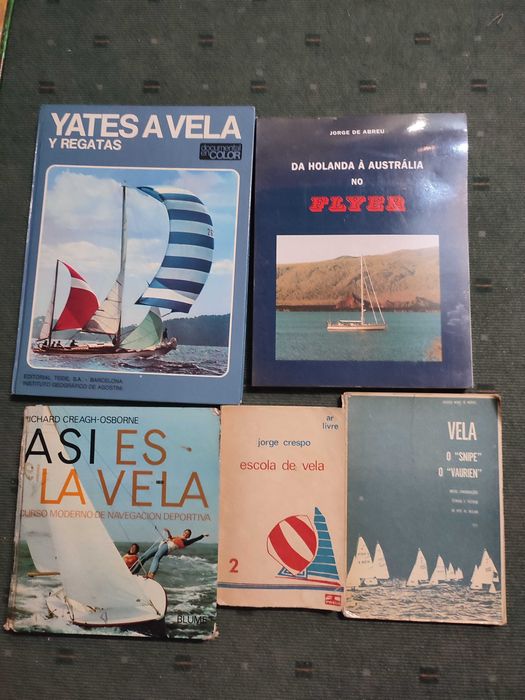 YATES A VELA
Y REGATAS
documental
en COLOR
EDITORIAL TEIDE, S.A. - BARCELONA
INSTITUTO GEOGRAFICO DE AGOSTINI
JORGE DE ABREU
DA HOLANDA À AUSTRÁLIA
NO
FLYER
RICHARD CREAGH-OSBORNE
ASI ES
LA VELA
CURSO MODERNO DE NAVEGACION DEPORTIVA
BLUME
ar
livre
jorge crespo
escola de vela
2
VELA
O "SNIPE"
O "VAURIEN"